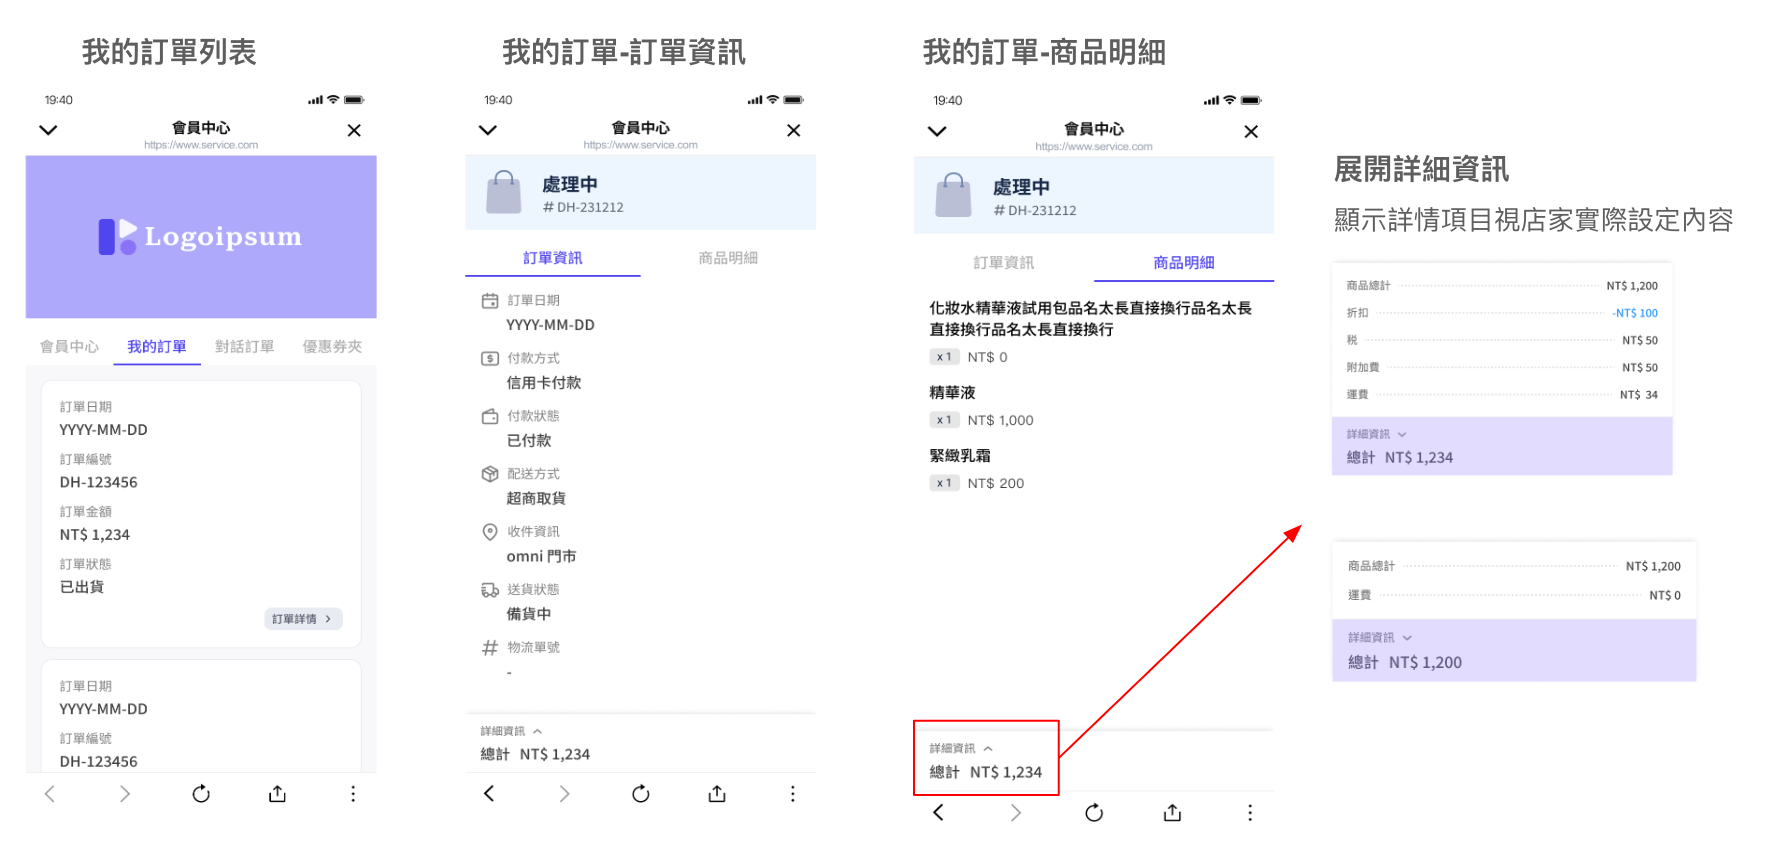 我的訂單列表
19:40
會員中心
https://www.service.com
Logoipsum
會員中心 我的訂單 對話訂單 優惠券夾
訂單日期
YYYY-MM-DD
訂單編號
DH-123456
訂單金額
NT$ 1,234
訂單狀態
已出貨
訂單詳情
訂單日期
YYYY-MM-DD
訂單編號
DH-123456
我的訂單-訂單資訊
19:40
會員中心
https://www.service.com
處理中
# DH-231212
訂單資訊 商品明細
訂單日期
YYYY-MM-DD
付款方式
信用卡付款
付款狀態
已付款
配送方式
超商取貨
收件資訊
omni 門市
送貨狀態
備貨中
物流單號
-
詳細資訊
總計 NT$ 1,234
我的訂單-商品明細
19:40
會員中心
https://www.service.com
處理中
# DH-231212
訂單資訊 商品明細
化妝水精華液試用包品名太長直接換行品名太長
直接換行品名太長直接換行
x 1 NT$ 0
精華液
x 1 NT$ 1,000
緊緻乳霜
x 1 NT$ 200
詳細資訊
總計 NT$ 1,234
展開詳細資訊
顯示詳情項目視店家實際設定內容
商品總計 NT$ 1,200
折扣 -NT$ 100
稅 NT$ 50
附加費 NT$ 50
運費 NT$ 34
詳細資訊
總計 NT$ 1,234
商品總計 NT$ 1,200
運費 NT$ 0
詳細資訊
總計 NT$ 1,200